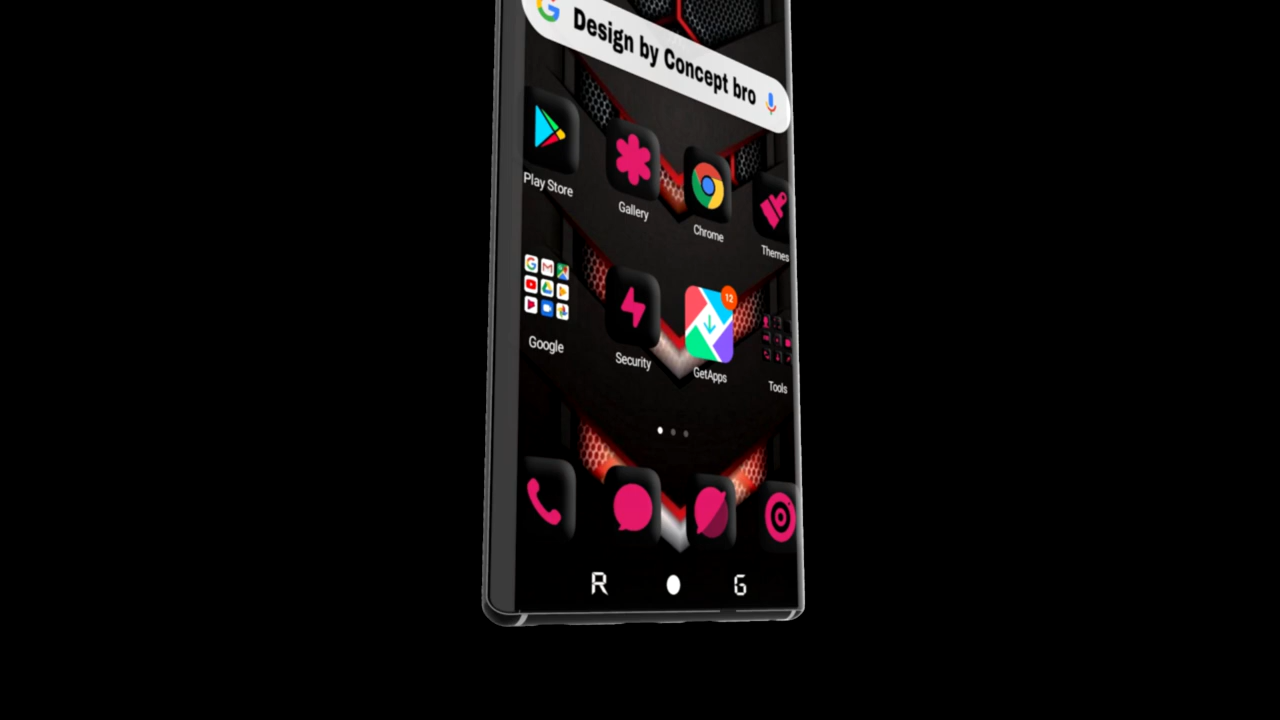 Design by Concept bro
Play Store
Gallery
Chrome
Themes
Google
Security
12
GetApps
Tools
R
G